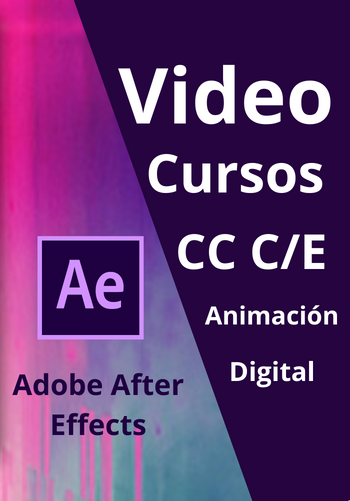 Video
Cursos
CC C/E
Ae
Animación
Digital
Adobe After
Effects